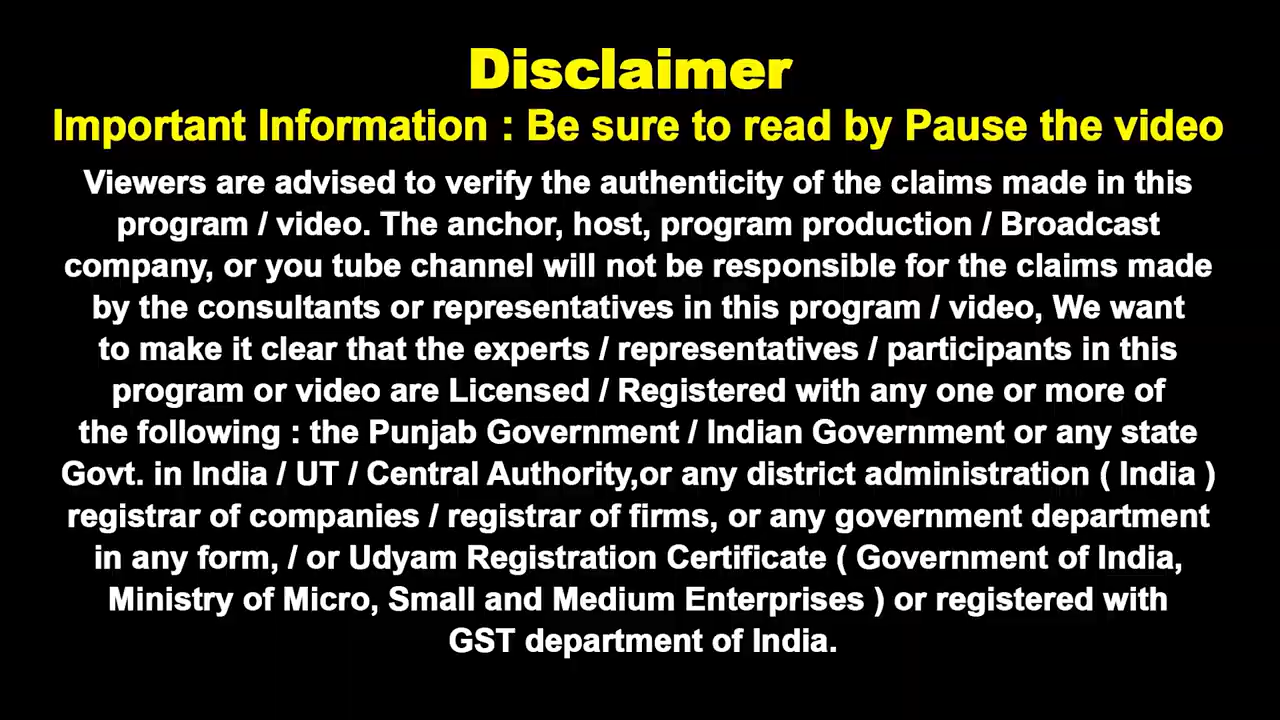 Disclaimer
Important Information : Be sure to read by Pause the video
Viewers are advised to verify the authenticity of the claims made in this
program / video. The anchor, host, program production / Broadcast
company, or you tube channel will not be responsible for the claims made
by the consultants or representatives in this program / video, We want
to make it clear that the experts / representatives / participants in this
program or video are Licensed / Registered with any one or more of
the following : the Punjab Government / Indian Government or any state
Govt. in India / UT / Central Authority,or any district administration ( India )
registrar of companies / registrar of firms, or any government department
in any form, / or Udyam Registration Certificate ( Government of India,
Ministry of Micro, Small and Medium Enterprises ) or registered with
GST department of India.